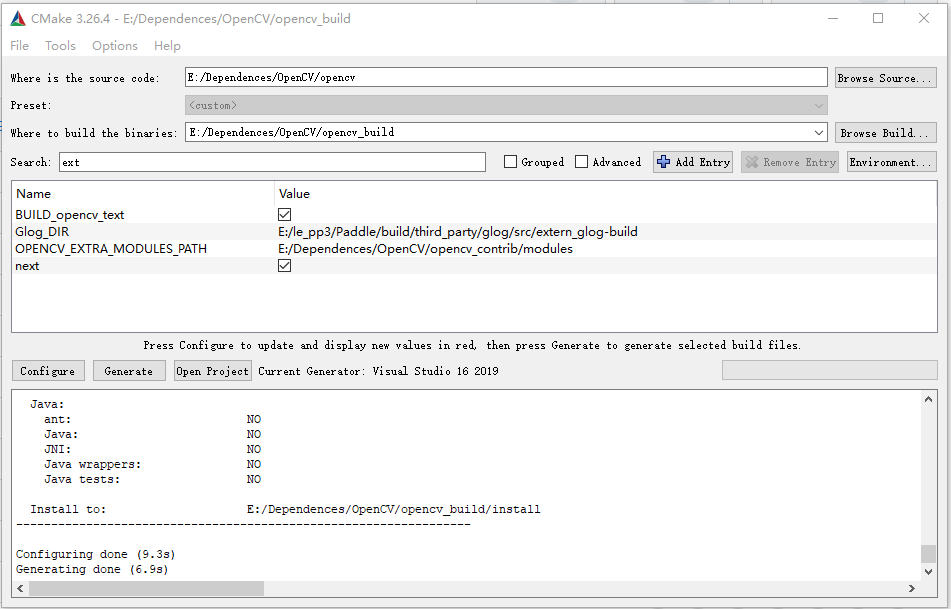 CMake 3.26.4 - E:/Dependences/OpenCV/opencv_build
File Tools Options Help
Where is the source code: E:/Dependences/OpenCV/opencv Browse Source...
Preset: <custom>
Where to build the binaries: E:/Dependences/OpenCV/opencv_build Browse Build...
Search: ext Grouped Advanced Add Entry Remove Entry Environment...
Name Value
BUILD_opencv_text
Glog_DIR E:/le_pp3/Paddle/build/third_party/glog/src/extern_glog-build
OPENCV_EXTRA_MODULES_PATH E:/Dependences/OpenCV/opencv_contrib/modules
next
Press Configure to update and display new values in red, then press Generate to generate selected build files.
Configure Generate Open Project Current Generator: Visual Studio 16 2019
Java:
ant: NO
Java: NO
JNI: NO
Java wrappers: NO
Java tests: NO
Install to: E:/Dependences/OpenCV/opencv_build/install
-----------------------------------------------------------------
Configuring done (9.3s)
Generating done (6.9s)